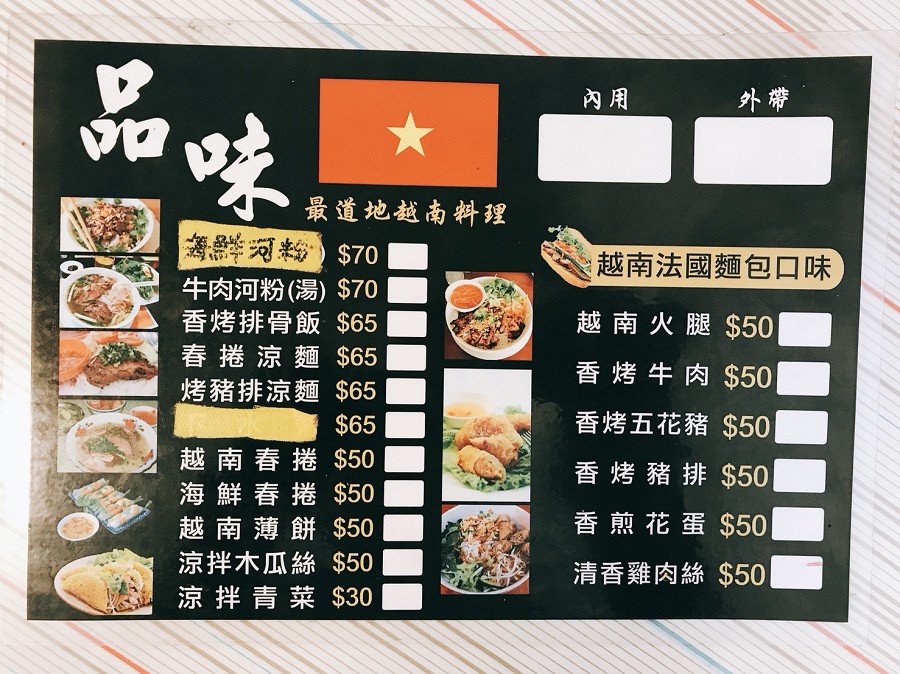 品味
最道地越南料理
內用
外帶
海鮮河粉 $70
牛肉河粉(湯) $70
香烤排骨飯 $65
春捲涼麵 $65
烤豬排涼麵 $65
$65
越南春捲 $50
海鮮春捲 $50
越南薄餅 $50
涼拌木瓜絲 $50
涼拌青菜 $30
越南法國麵包口味
越南火腿 $50
香烤牛肉 $50
香烤五花豬 $50
香烤豬排 $50
香煎花蛋 $50
清香雞肉絲 $50